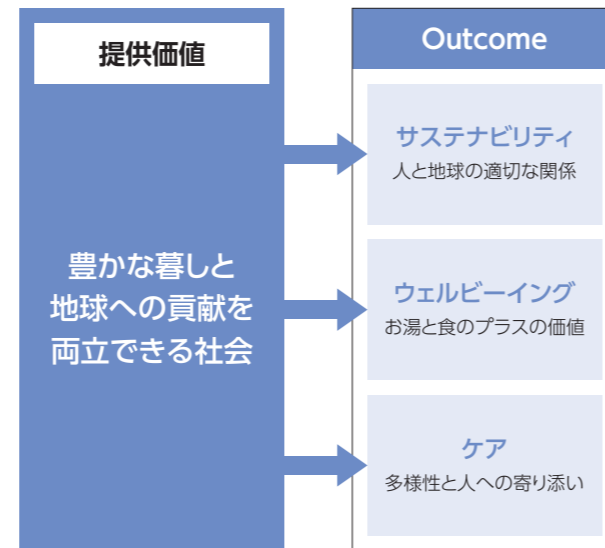 提供価値
豊かな暮しと
地球への貢献を
両立できる社会
Outcome
サステナビリティ
人と地球の適切な関係
ウェルビーイング
お湯と食のプラスの価値
ケア
多様性と人への寄り添い